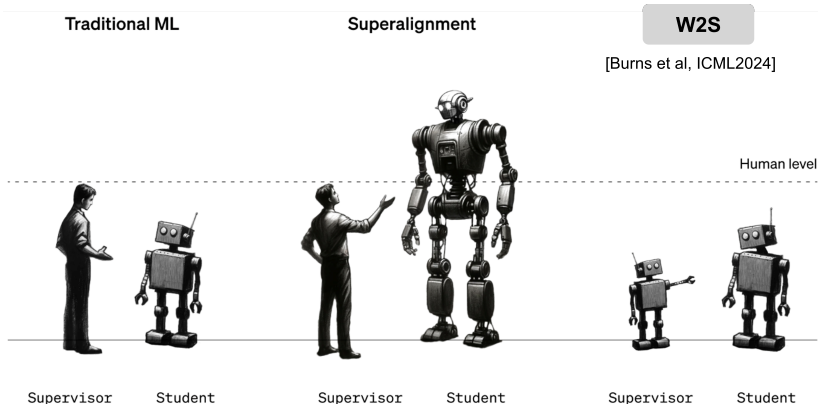 Traditional ML
Superalignment
W2S
[Burns et al, ICML2024]
Human level
Supervisor
Student
Supervisor
Student
Supervisor
Student